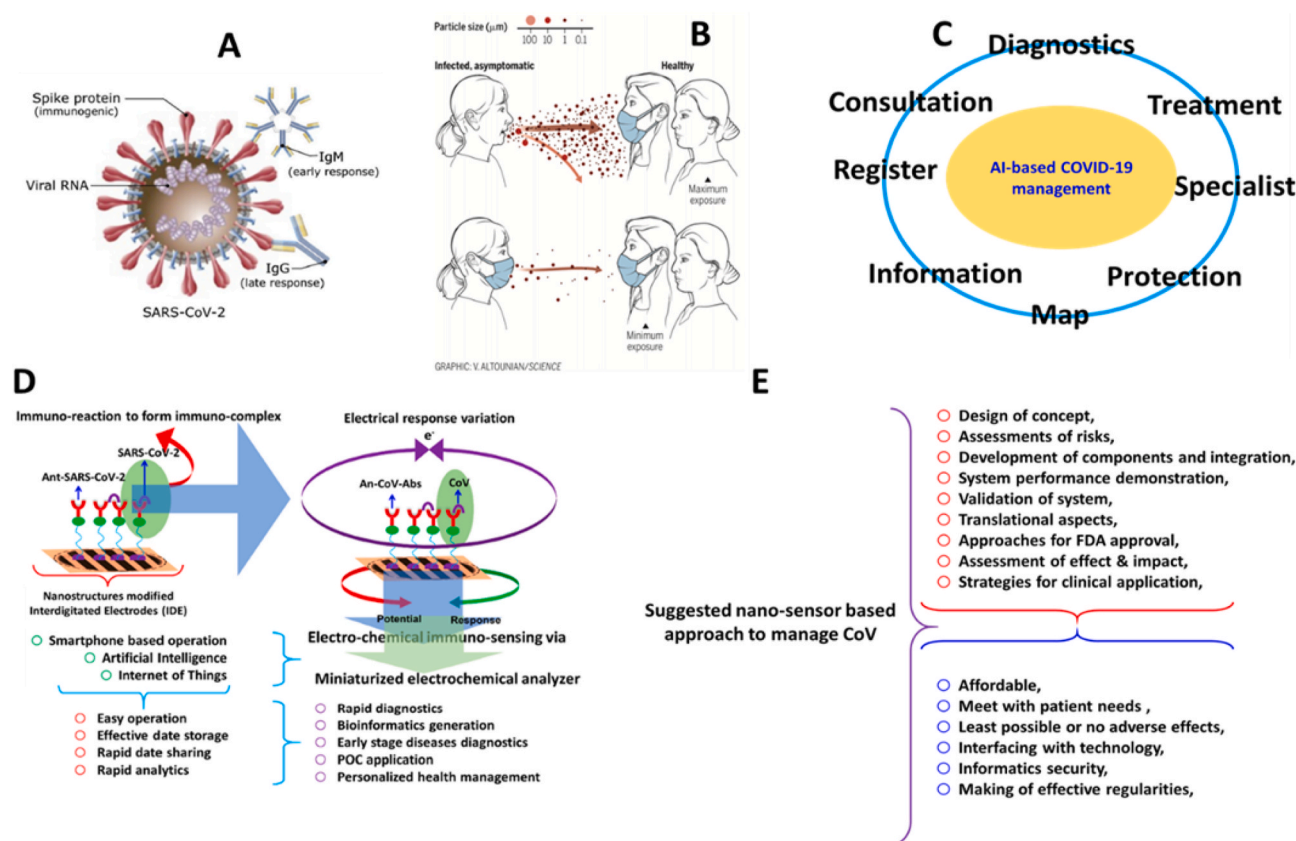 A
Spike protein
(immunogenic)
Viral RNA
IgM
(early response)
IgG
(late response)
SARS-CoV-2
B
Particle size (μm)
100 10 1 0.1
Infected, asymptomatic
Healthy
Maximum
exposure
Minimum
exposure
GRAPHIC: V. ALTOUNIAN/SCIENCE
C
Diagnostics
Consultation
Treatment
Register
AI-based COVID-19
management
Specialist
Information
Protection
Map
D
Immuno-reaction to form immuno-complex
SARS-CoV-2
Ant-SARS-CoV-2
Nanostructures modified
Interdigitated Electrodes (IDE)
Electrical response variation
e-
An-CoV-Abs
CoV
Potential
Response
Smartphone based operation
Artificial Intelligence
Internet of Things
Electro-chemical immuno-sensing via
Miniaturized electrochemical analyzer
Easy operation
Effective date storage
Rapid date sharing
Rapid analytics
Rapid diagnostics
Bioinformatics generation
Early stage diseases diagnostics
POC application
Personalized health management
E
Suggested nano-sensor based
approach to manage CoV
Design of concept,
Assessments of risks,
Development of components and integration,
System performance demonstration,
Validation of system,
Translational aspects,
Approaches for FDA approval,
Assessment of effect & impact,
Strategies for clinical application,
Affordable,
Meet with patient needs ,
Least possible or no adverse effects,
Interfacing with technology,
Informatics security,
Making of effective regularities,